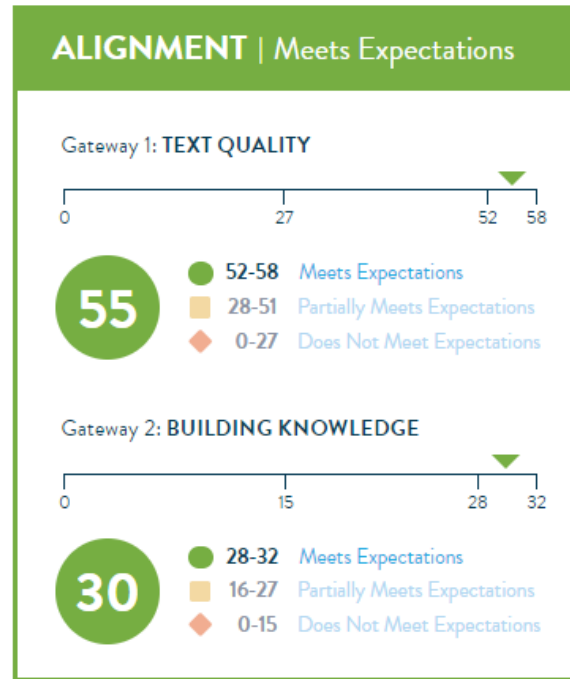 ALIGNMENT | Meets Expectations
Gateway 1: TEXT QUALITY
0 27 52 58
55
52-58 Meets Expectations
28-51 Partially Meets Expectations
0-27 Does Not Meet Expectations
Gateway 2: BUILDING KNOWLEDGE
0 15 28 32
30
28-32 Meets Expectations
16-27 Partially Meets Expectations
0-15 Does Not Meet Expectations